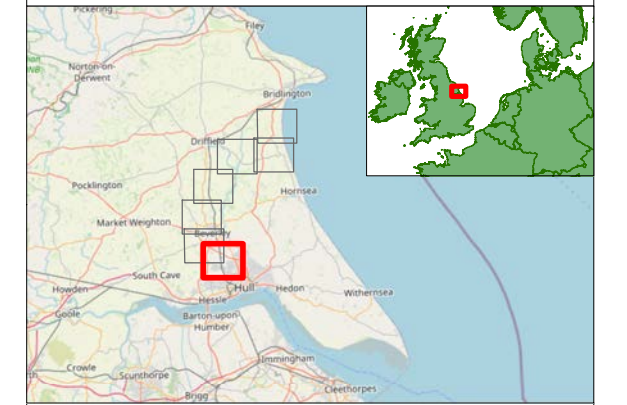 Pickering
Filey
Norton-on-
Derwent
Bridlington
Driffield
Pocklington
Hornsea
Market Weighton
Beverley
South Cave
Howden
Hull
Hedon
Withernsea
Hessle
Goole
Barton-upon-
Humber
Immingham
Crowle
Scunthorpe
Cleethorpes
Brigg